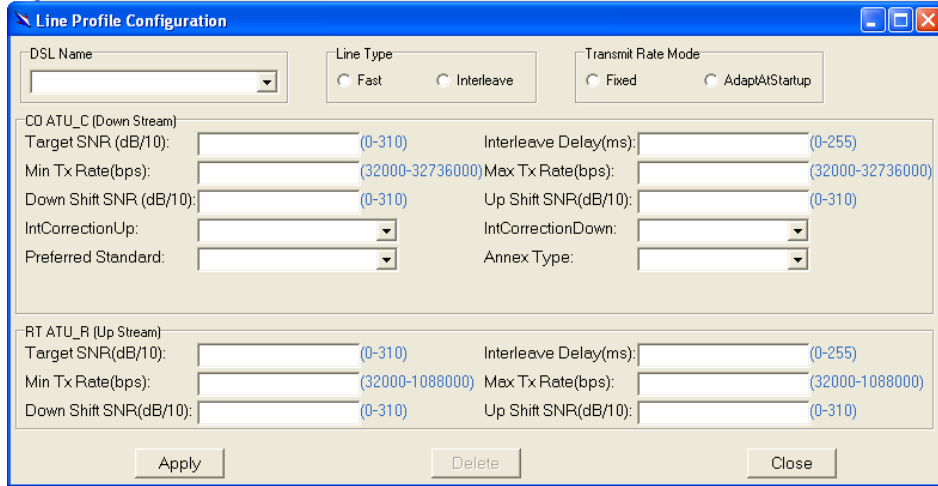 Line Profile Configuration
DSL Name
Line Type
Transmit Rate Mode
Fast
Interleave
Fixed
AdaptAtStartup
CO ATU_C (Down Stream)
Target SNR (dB/10): (0-310) Interleave Delay(ms): (0-255)
Min Tx Rate(bps): (32000-32736000) Max Tx Rate(bps): (32000-32736000)
Down Shift SNR (dB/10): (0-310) Up Shift SNR(dB/10): (0-310)
IntCorrectionUp: IntCorrectionDown:
Preferred Standard: Annex Type:
RT ATU_R (Up Stream)
Target SNR(dB/10): (0-310) Interleave Delay(ms): (0-255)
Min Tx Rate(bps): (32000-1088000) Max Tx Rate(bps): (32000-1088000)
Down Shift SNR(dB/10): (0-310) Up Shift SNR(dB/10): (0-310)
Apply Delete Close